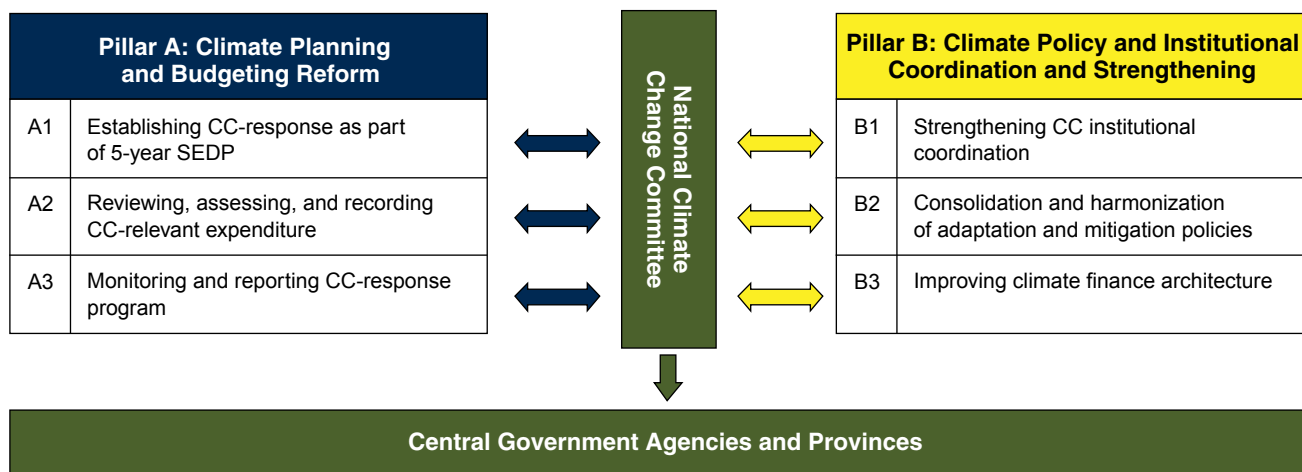 Pillar A: Climate Planning
and Budgeting Reform
A1 Establishing CC-response as part
of 5-year SEDP
A2 Reviewing, assessing, and recording
CC-relevant expenditure
A3 Monitoring and reporting CC-response
program
National Climate
Change Committee
Pillar B: Climate Policy and Institutional
Coordination and Strengthening
B1 Strengthening CC institutional
coordination
B2 Consolidation and harmonization
of adaptation and mitigation policies
B3 Improving climate finance architecture
Central Government Agencies and Provinces